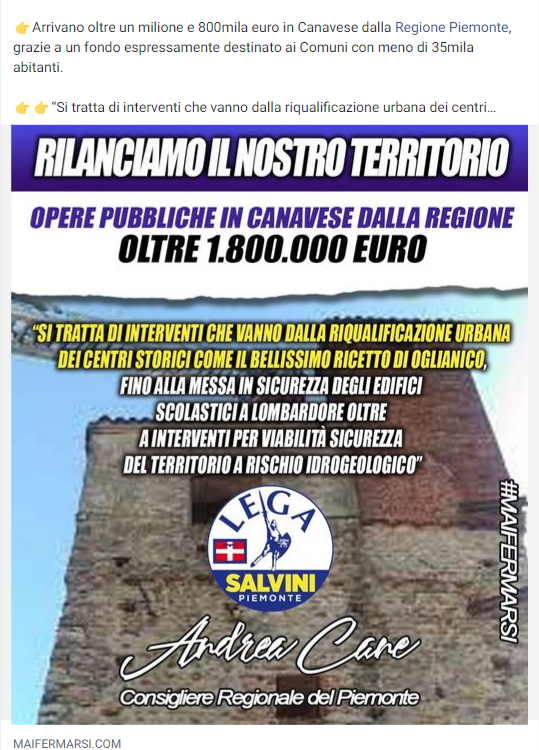 👉Arrivano oltre un milione e 800mila euro in Canavese dalla Regione Piemonte,
grazie a un fondo espressamente destinato ai Comuni con meno di 35mila
abitanti.
👉👉“Si tratta di interventi che vanno dalla riqualificazione urbana dei centri...
RILANCIAMO IL NOSTRO TERRITORIO
OPERE PUBBLICHE IN CANAVESE DALLA REGIONE
OLTRE 1.800.000 EURO
“SI TRATTA DI INTERVENTI CHE VANNO DALLA RIQUALIFICAZIONE URBANA
DEI CENTRI STORICI COME IL BELLISSIMO RICETTO DI OGLIANICO,
FINO ALLA MESSA IN SICUREZZA DEGLI EDIFICI
SCOLASTICI A LOMBARDORE OLTRE
A INTERVENTI PER VIABILITÀ SICUREZZA
DEL TERRITORIO A RISCHIO IDROGEOLOGICO”
#MAIFERMARSI
LEGA
SALVINI
PIEMONTE
Andrea Cane
Consigliere Regionale del Piemonte
MAIFERMARSI.COM